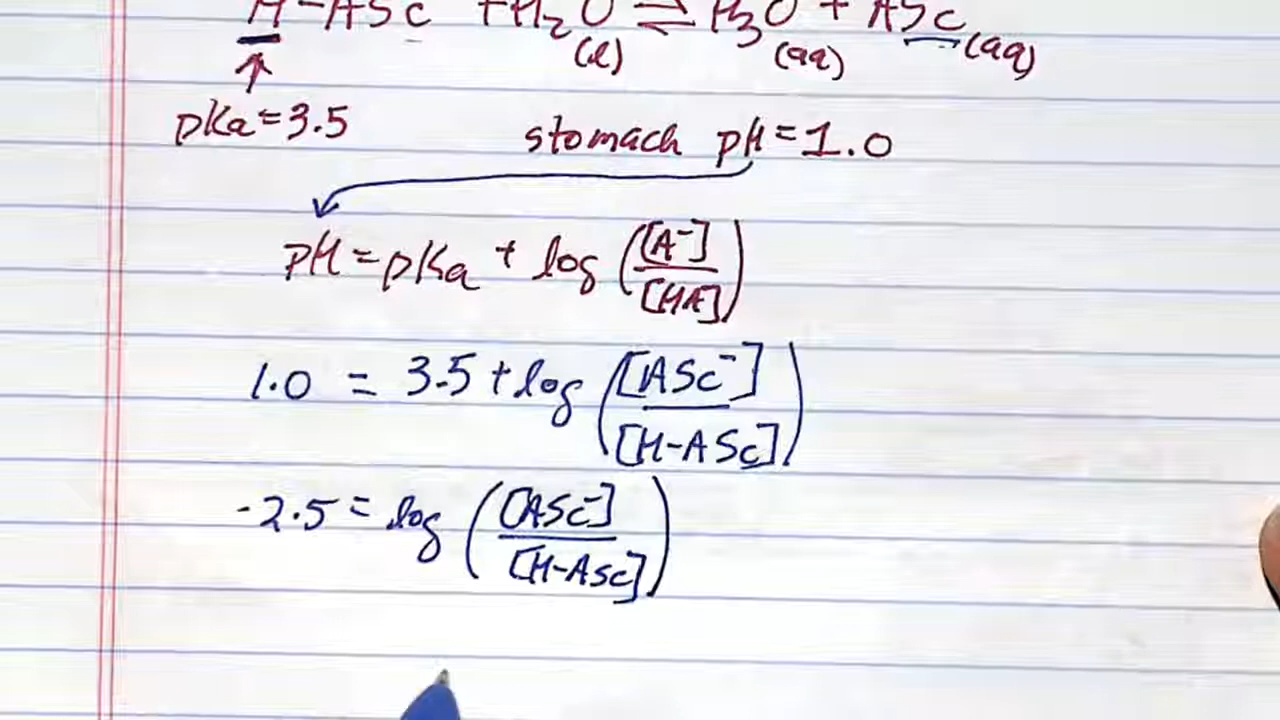 H-ASc + H₂O ⇌ H₃O + ASc
(l) (aq) (aq)
pKa=3.5
stomach pH=1.0
pH=pKa + log ([A⁻]/[HA])
1.0 = 3.5 + log ([ASc⁻]/[H-ASc])
-2.5 = log ([ASc⁻]/[H-ASc])